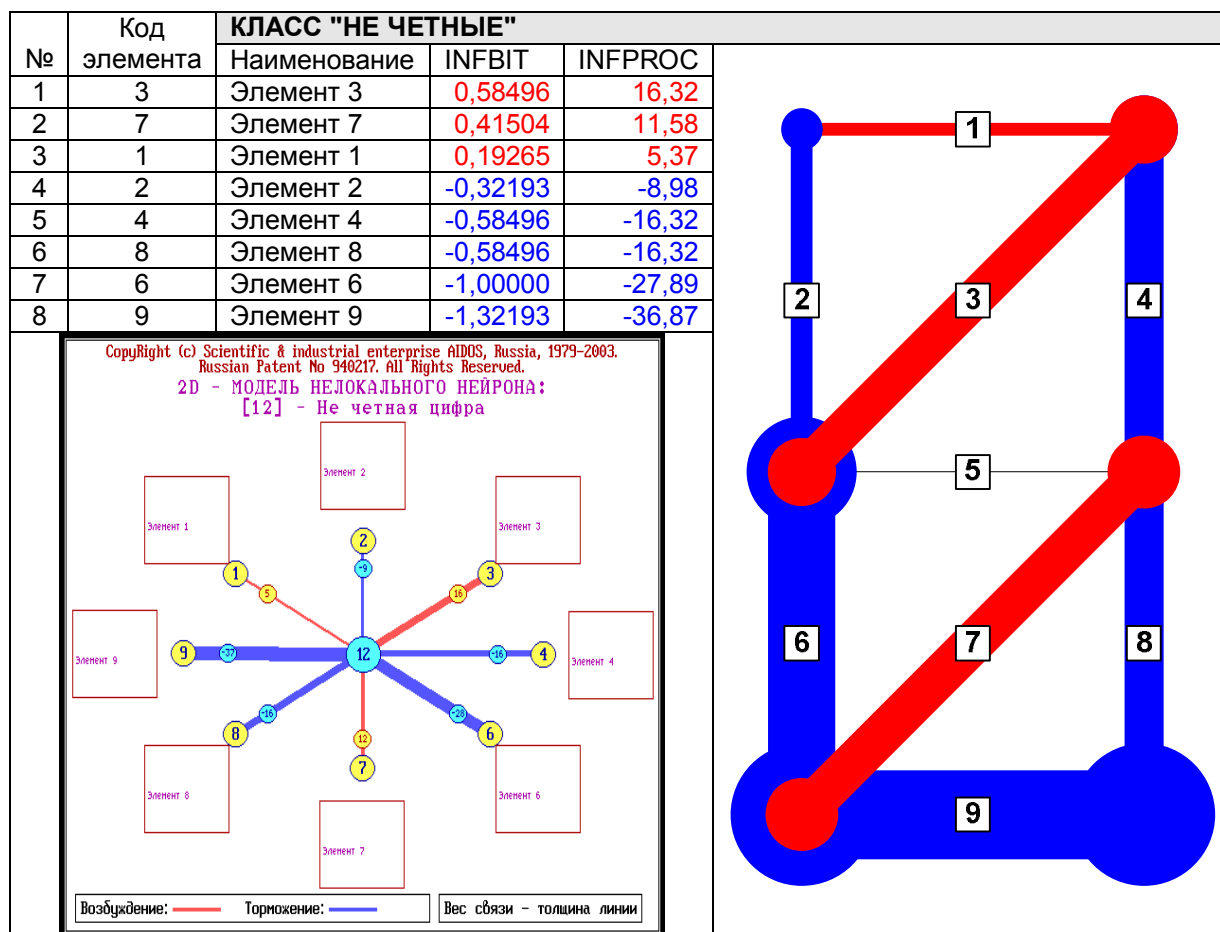 № Код элемента КЛАСС "НЕ ЧЕТНЫЕ"
Наименование INFBIT INFPROC
1 3 Элемент 3 0,58496 16,32
2 7 Элемент 7 0,41504 11,58
3 1 Элемент 1 0,19265 5,37
4 2 Элемент 2 -0,32193 -8,98
5 4 Элемент 4 -0,58496 -16,32
6 8 Элемент 8 -0,58496 -16,32
7 6 Элемент 6 -1,00000 -27,89
8 9 Элемент 9 -1,32193 -36,87
CopyRight (c) Scientific & industrial enterprise AIDOS, Russia, 1979-2003.
Russian Patent No 940217. All Rights Reserved.
2D - МОДЕЛЬ НЕЛОКАЛЬНОГО НЕЙРОНА:
[12] - Не четная цифра
Элемент 2
Элемент 1
Элемент 3
2
-9
1
3
5
16
Элемент 9
9
-37
12
-16
4
Элемент 4
-16
-28
8
6
12
7
Элемент 8
Элемент 6
Элемент 7
Возбуждение:
Торможение:
Вес связи - толщина линии
1
2
3
4
5
6
7
8
9